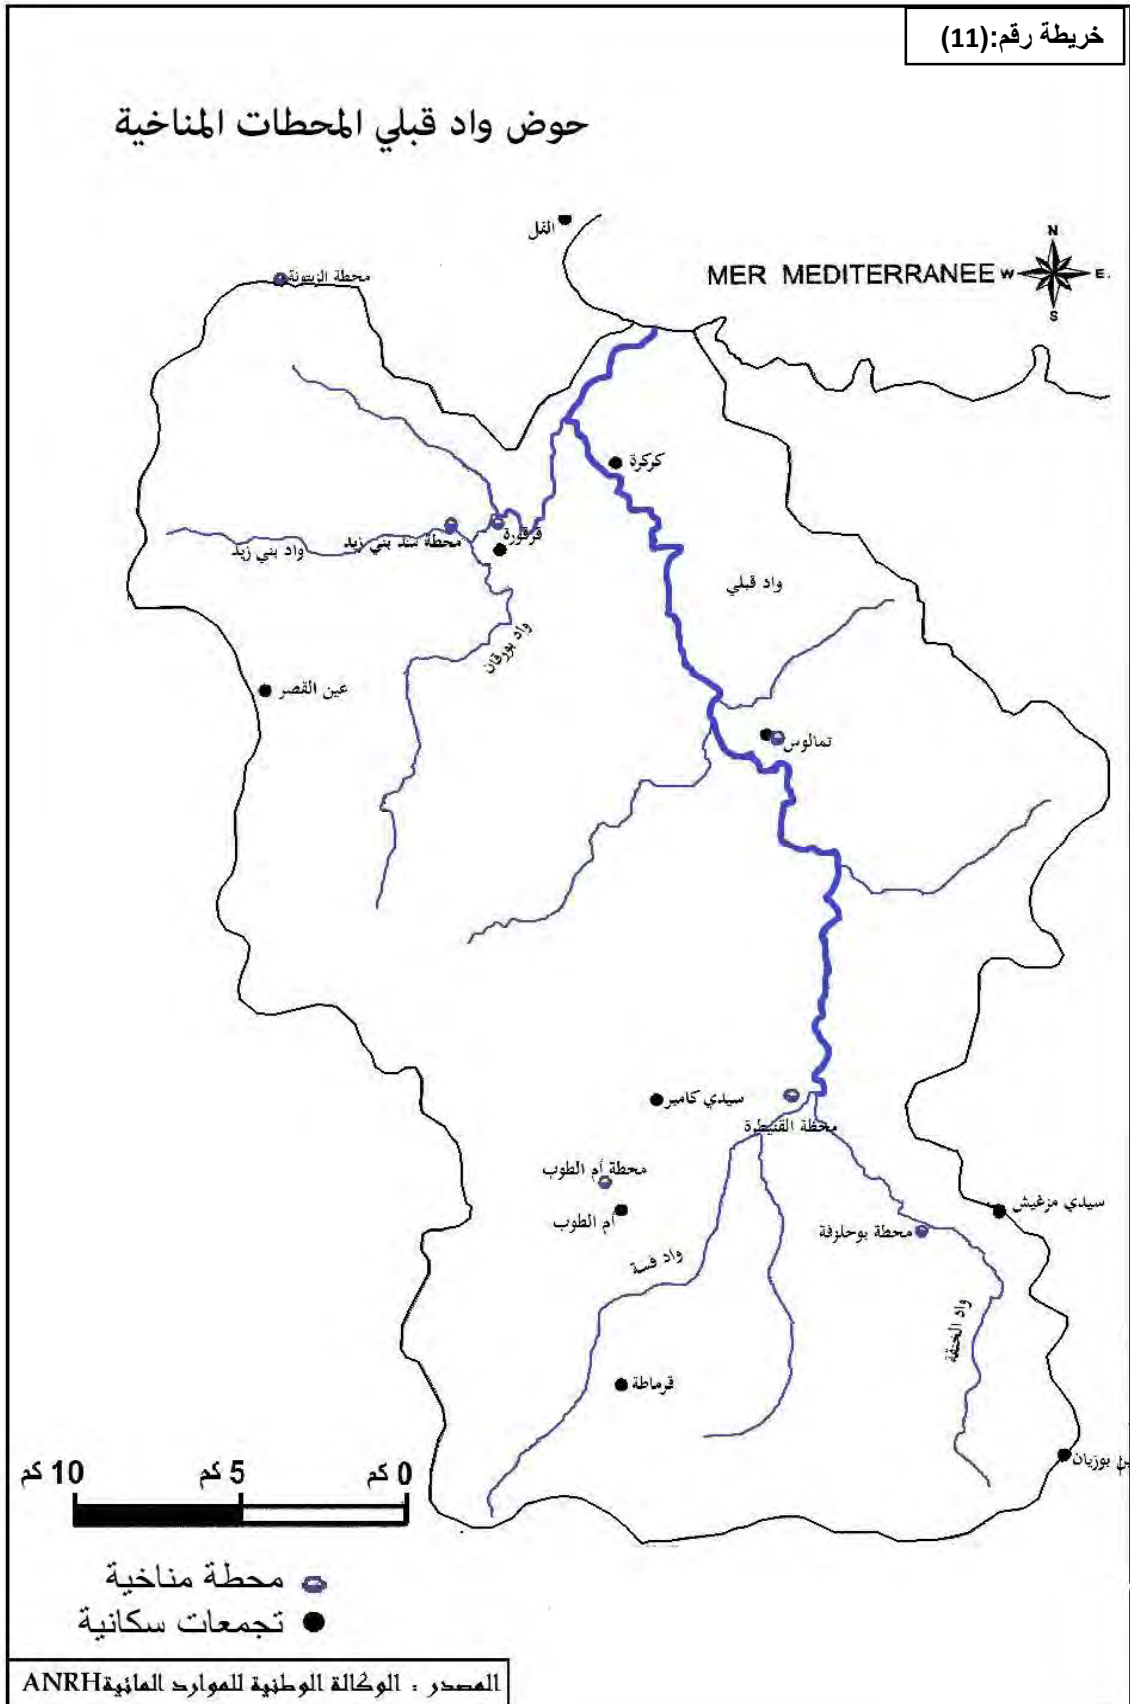 خريطة رقم:(11)
حوض واد قبلي المحطات المناخية
القل
N
MER MEDITERRANEE W E.
S
محطة الزيتونة
كركرة
قرقورة
محطة سد بني زيد
واد بني زيد
واد قبلي
واد بورقان
عين القصر
تمالوس
سيدي كامبر
محطة القنيطرة
محطة أم الطوب
أم الطوب
سيدي مزغيش
محطة بوحلزفة
واد فسة
واد الخنقة
قرماطة
بوزيان
10 كم 5 كم 0 كم
محطة مناخية
تجمعات سكانية
المصدر : الوكالة الوطنية للموارد المائية ANRH